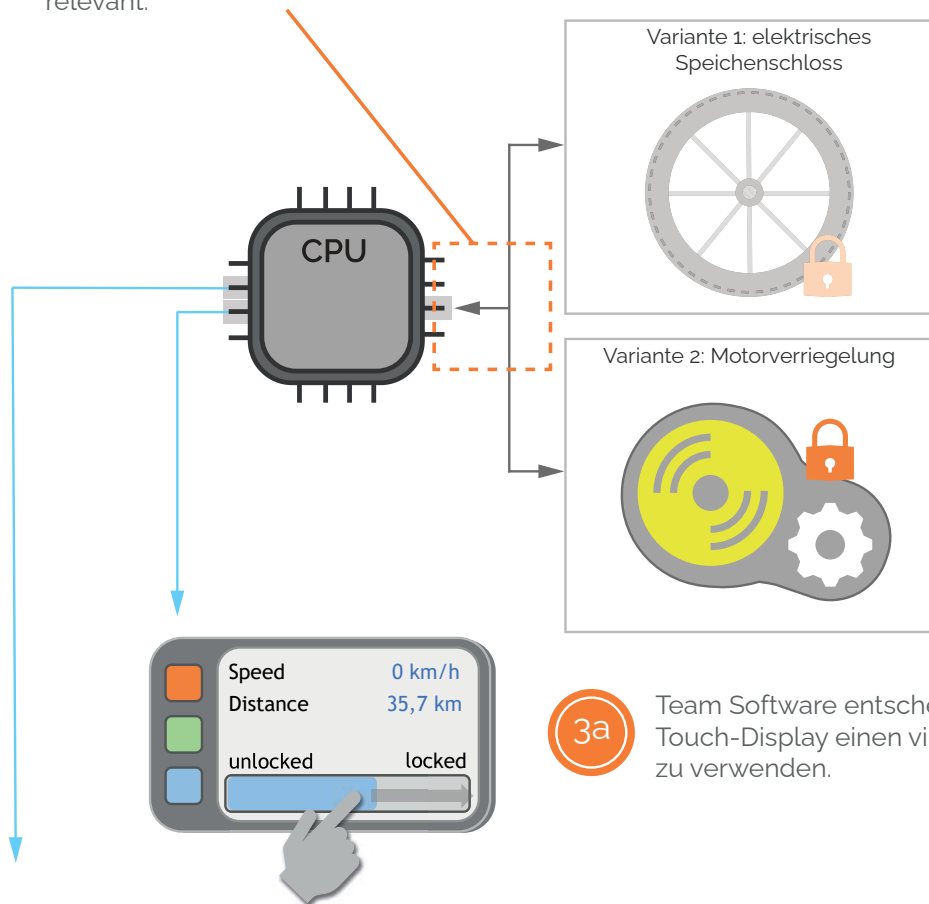 relevant.
Variante 1: elektrisches
Speichenschloss
CPU
Variante 2: Motorverriegelung
Speed 0 km/h
Distance 35,7 km
unlocked locked
3a
Team Software entsche
Touch-Display einen vi
zu verwenden.